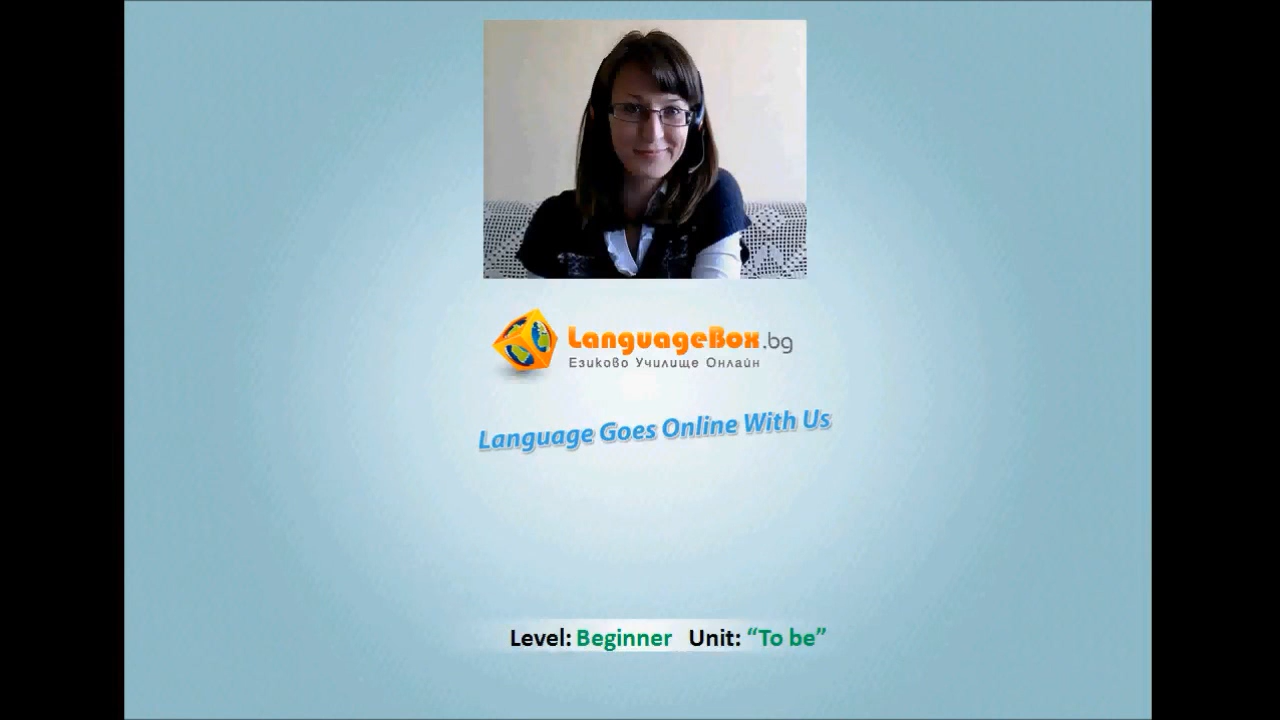 LanguageBox.bg
Езиково Училище Онлайн
Language Goes Online With Us
Level: Beginner Unit: “To be”